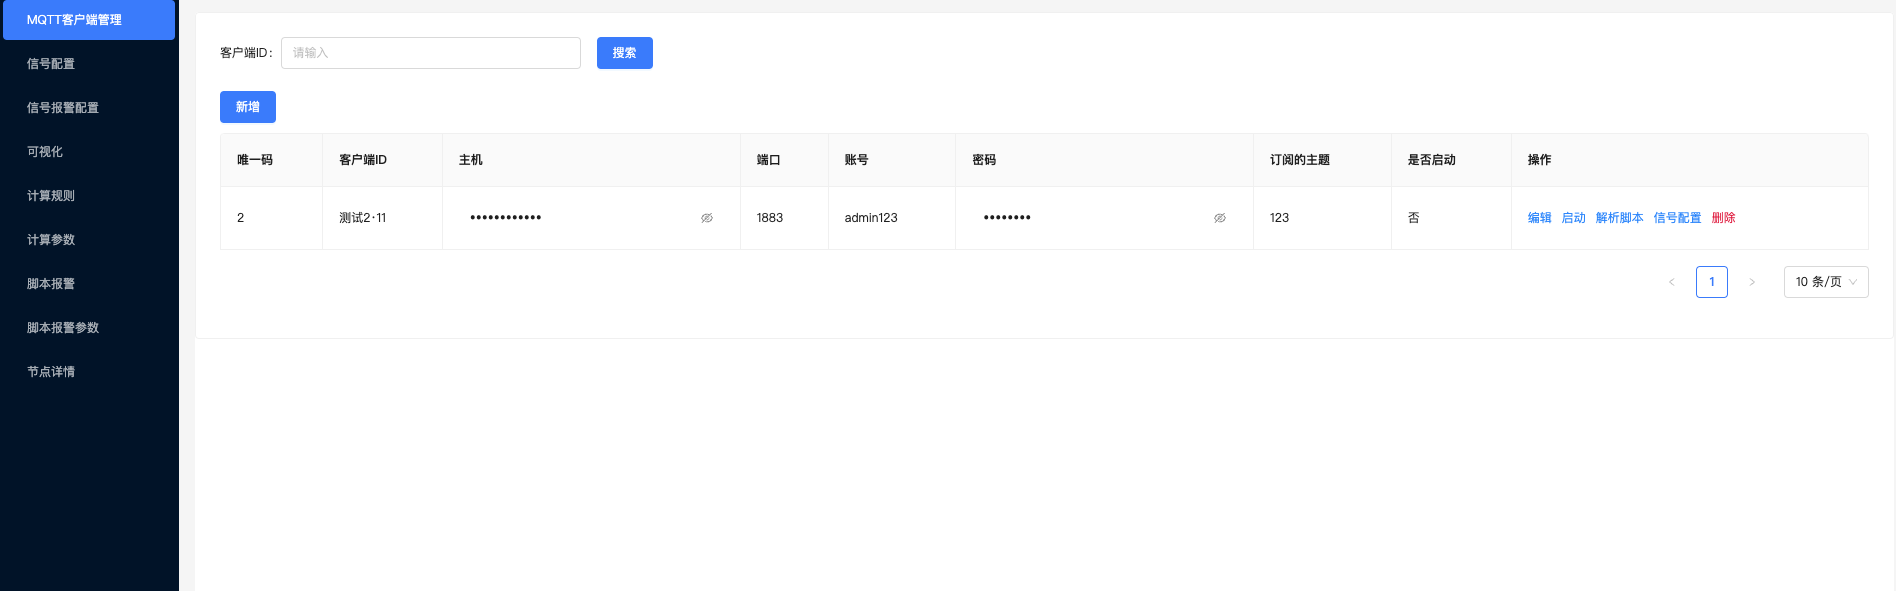 MQTT客户端管理
信号配置
信号报警配置
可视化
计算规则
计算参数
脚本报警
脚本报警参数
节点详情
客户端ID: 请输入 搜索
新增
唯一码 客户端ID 主机 端口 账号 密码 订阅的主题 是否启动 操作
2 测试2·11 •••••••••••• 1883 admin123 •••••••• 123 否 编辑 启动 解析脚本 信号配置 删除
< 1 > 10 条/页